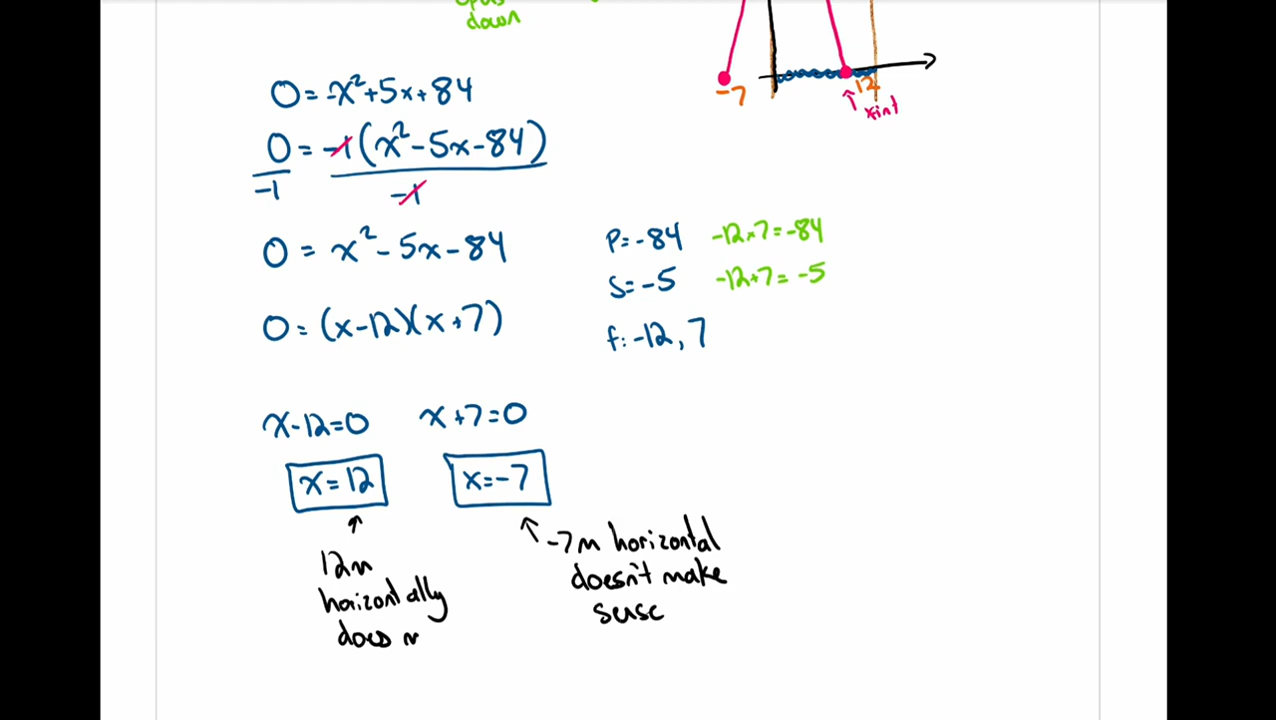 down
0 = -x²+5x+84
0 = -1(x²-5x-84)
-1 -1
-7
12
x-int
0 = x²-5x-84
P=-84 -12×7=-84
S=-5 -12+7=-5
0=(x-12)(x+7)
f: -12, 7
x-12=0 x+7=0
x=12 x=-7
12m
horizontally
does m
-7m horizontal
doesn't make
sense